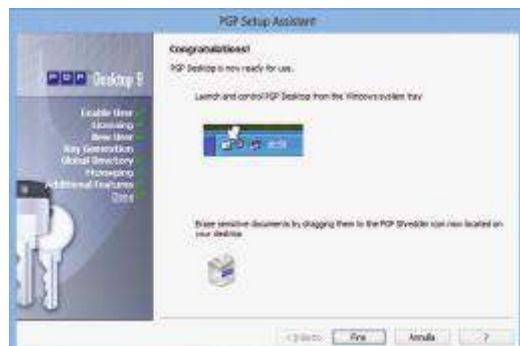 PGP Setup Assistant
PGP Desktop 9
Enable User
Licensing
New User
Key Generation
Global Directory
Messaging
Additional Features
Done
Congratulations!
PGP Desktop is now ready for use.
Launch and control PGP Desktop from the Windows system tray
Erase sensitive documents by dragging them to the PGP Shredder icon now located on
your desktop
< Indietro
Fine
Annulla
?